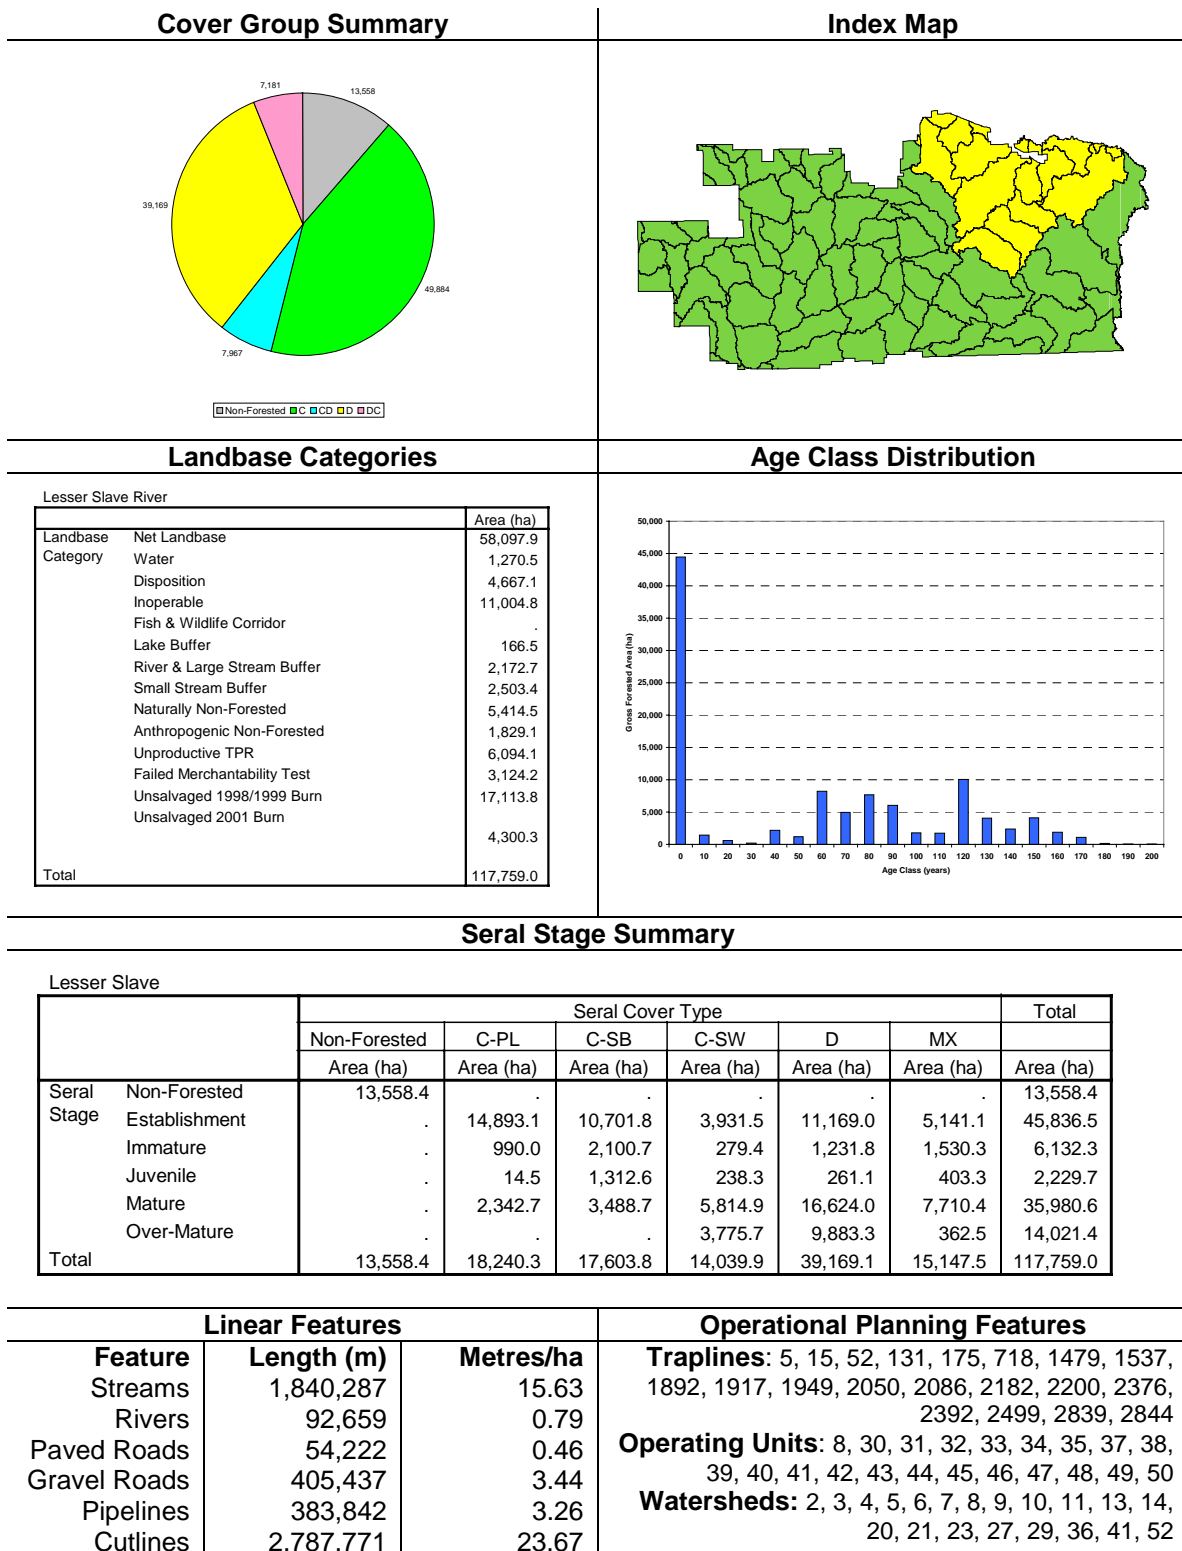 Cover Group Summary
7,181
13,558
39,169
49,884
7,967
Non-Forested C CD D DC
Index Map
Landbase Categories
Lesser Slave River
Area (ha)
Landbase Category Net Landbase 58,097.9
Water 1,270.5
Disposition 4,667.1
Inoperable 11,004.8
Fish & Wildlife Corridor .
Lake Buffer 166.5
River & Large Stream Buffer 2,172.7
Small Stream Buffer 2,503.4
Naturally Non-Forested 5,414.5
Anthropogenic Non-Forested 1,829.1
Unproductive TPR 6,094.1
Failed Merchantability Test 3,124.2
Unsalvaged 1998/1999 Burn 17,113.8
Unsalvaged 2001 Burn
4,300.3
Total 117,759.0
Age Class Distribution
50,000
45,000
40,000
35,000
30,000
25,000
20,000
15,000
10,000
5,000
0
Gross Forested Area (ha)
0 10 20 30 40 50 60 70 80 90 100 110 120 130 140 150 160 170 180 190 200
Age Class (years)
Seral Stage Summary
Lesser Slave
Seral Cover Type Total
Non-Forested C-PL C-SB C-SW D MX
Area (ha) Area (ha) Area (ha) Area (ha) Area (ha) Area (ha) Area (ha)
Seral Stage Non-Forested 13,558.4 . . . . . 13,558.4
Establishment . 14,893.1 10,701.8 3,931.5 11,169.0 5,141.1 45,836.5
Immature . 990.0 2,100.7 279.4 1,231.8 1,530.3 6,132.3
Juvenile . 14.5 1,312.6 238.3 261.1 403.3 2,229.7
Mature . 2,342.7 3,488.7 5,814.9 16,624.0 7,710.4 35,980.6
Over-Mature . . . 3,775.7 9,883.3 362.5 14,021.4
Total 13,558.4 18,240.3 17,603.8 14,039.9 39,169.1 15,147.5 117,759.0
Linear Features
Feature Length (m) Metres/ha
Streams 1,840,287 15.63
Rivers 92,659 0.79
Paved Roads 54,222 0.46
Gravel Roads 405,437 3.44
Pipelines 383,842 3.26
Cutlines 2,787,771 23.67
Operational Planning Features
Traplines: 5, 15, 52, 131, 175, 718, 1479, 1537,
1892, 1917, 1949, 2050, 2086, 2182, 2200, 2376,
2392, 2499, 2839, 2844
Operating Units: 8, 30, 31, 32, 33, 34, 35, 37, 38,
39, 40, 41, 42, 43, 44, 45, 46, 47, 48, 49, 50
Watersheds: 2, 3, 4, 5, 6, 7, 8, 9, 10, 11, 13, 14,
20, 21, 23, 27, 29, 36, 41, 52